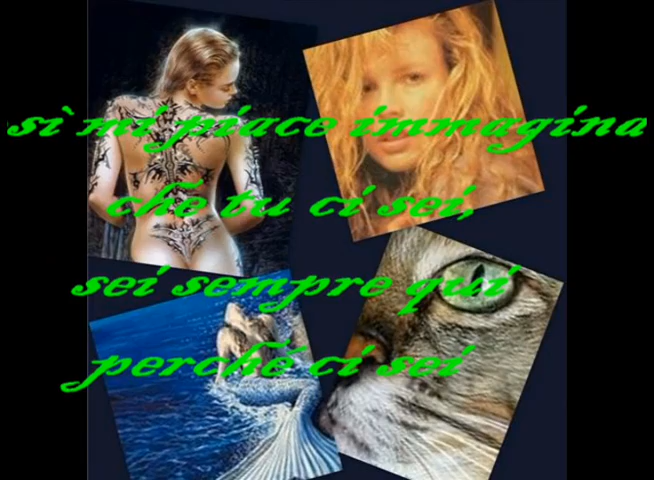 sì mi piace immagina
che tu ci sei,
sei sempre qui
perché ci sei